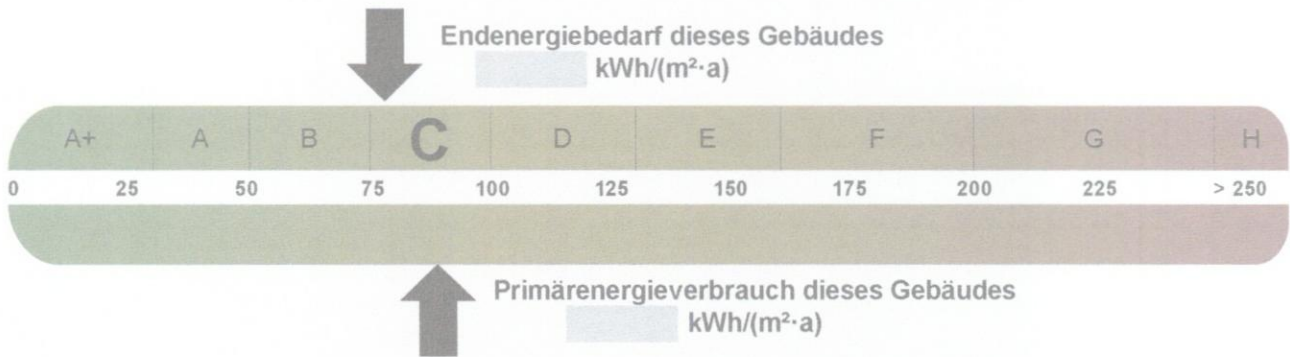 Endenergiebedarf dieses Gebäudes
kWh/(m²·a)
A+ A B C D E F G H
0 25 50 75 100 125 150 175 200 225 > 250
Primärenergieverbrauch dieses Gebäudes
kWh/(m²·a)